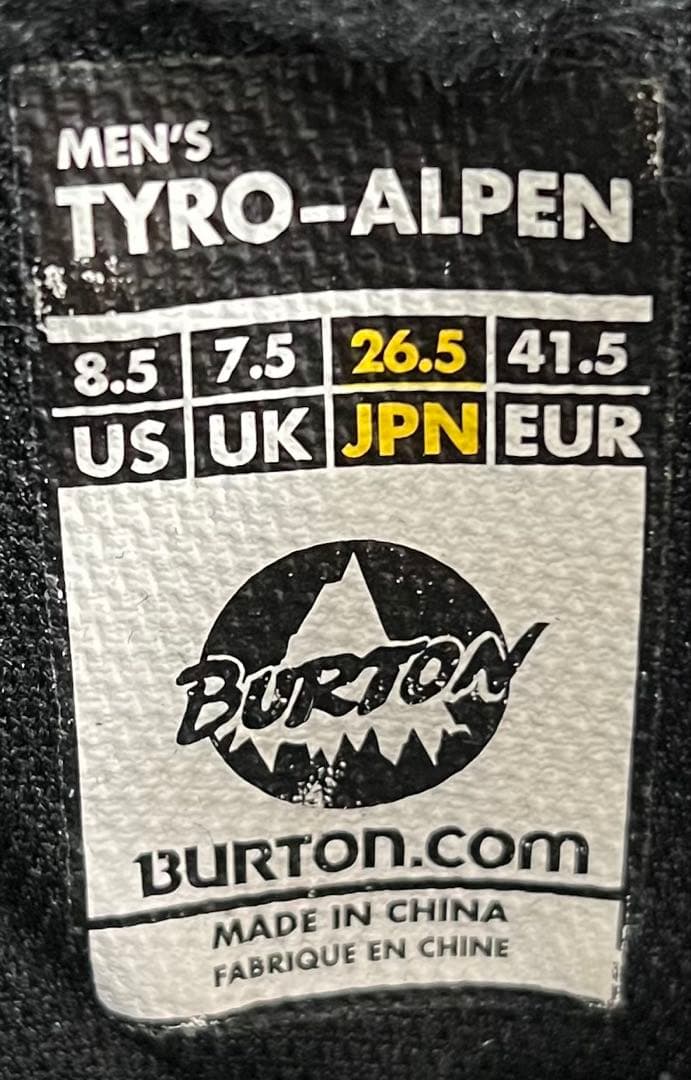 MEN'S
TYRO-ALPEN
8.5 7.5 26.5 41.5
US UK JPN EUR
BURTON
BURTON.COM
MADE IN CHINA
FABRIQUE EN CHINE